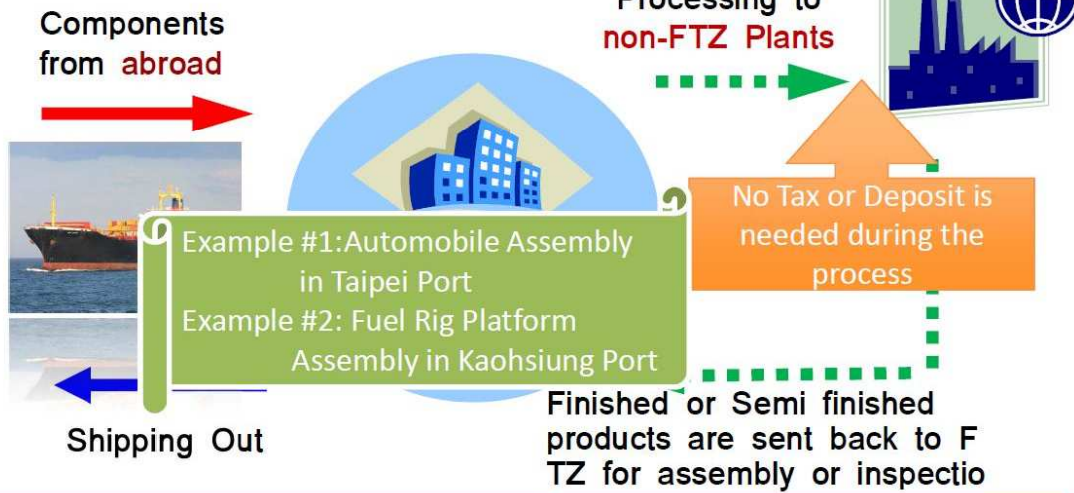 Components
from abroad
Processing to
non-FTZ Plants
No Tax or Deposit is
needed during the
process
Example #1:Automobile Assembly
in Taipei Port
Example #2: Fuel Rig Platform
Assembly in Kaohsiung Port
Shipping Out
Finished or Semi finished
products are sent back to F
TZ for assembly or inspectio